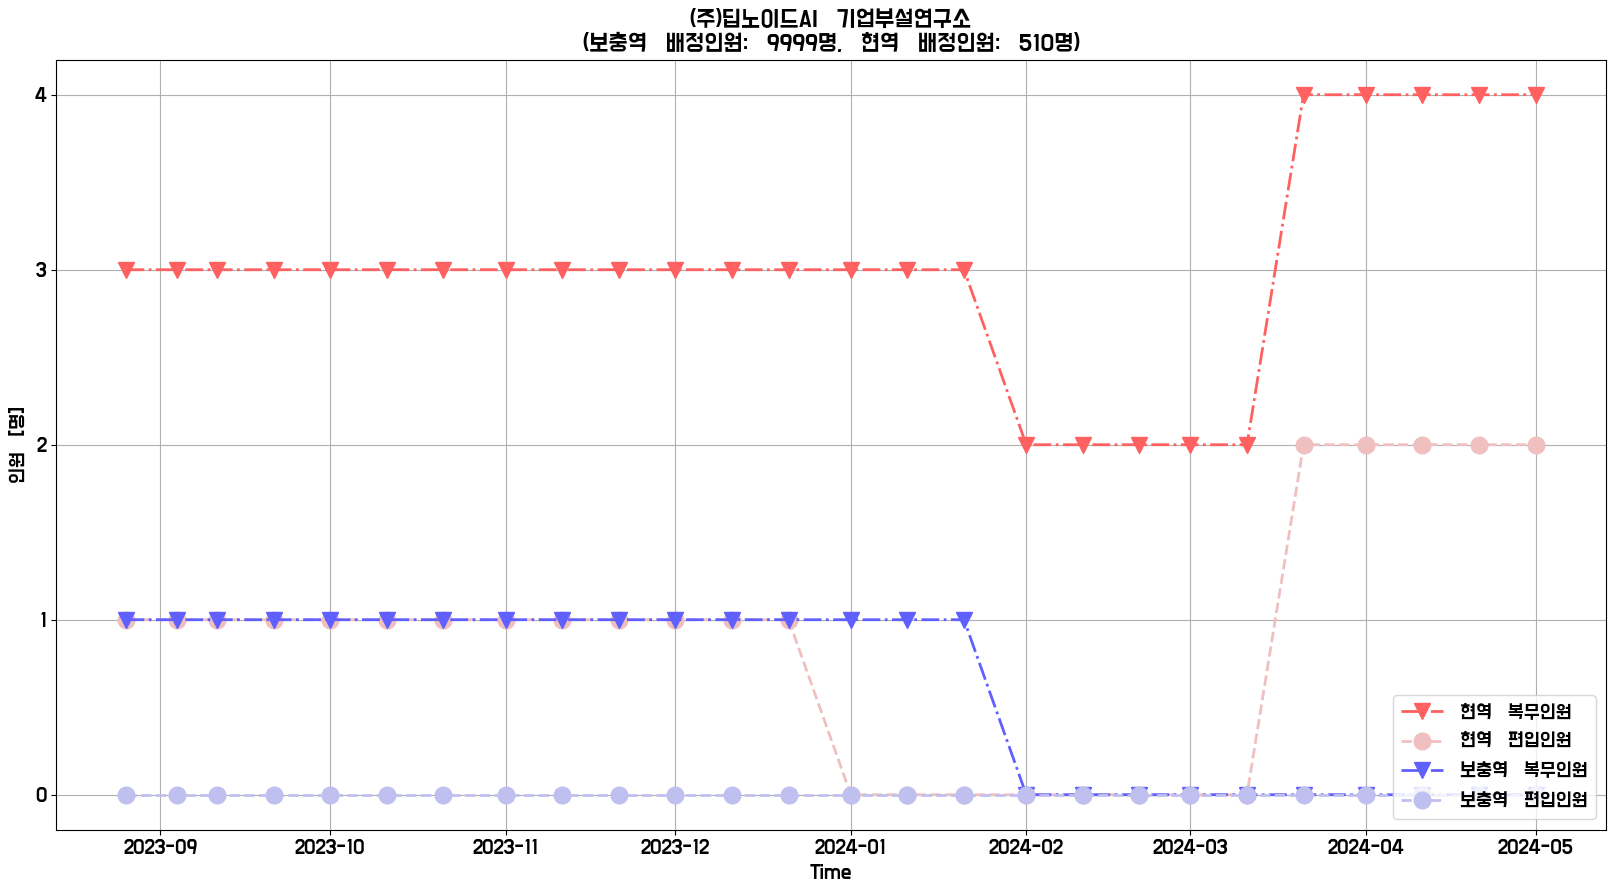 (주)딥노이드AI 기업부설연구소
(보충역 배정인원: 9999명, 현역 배정인원: 510명)
인원 [명]
4
3
2
1
0
현역 복무인원
현역 편입인원
보충역 복무인원
보충역 편입인원
2023-09 2023-10 2023-11 2023-12 2024-01 2024-02 2024-03 2024-04 2024-05
Time